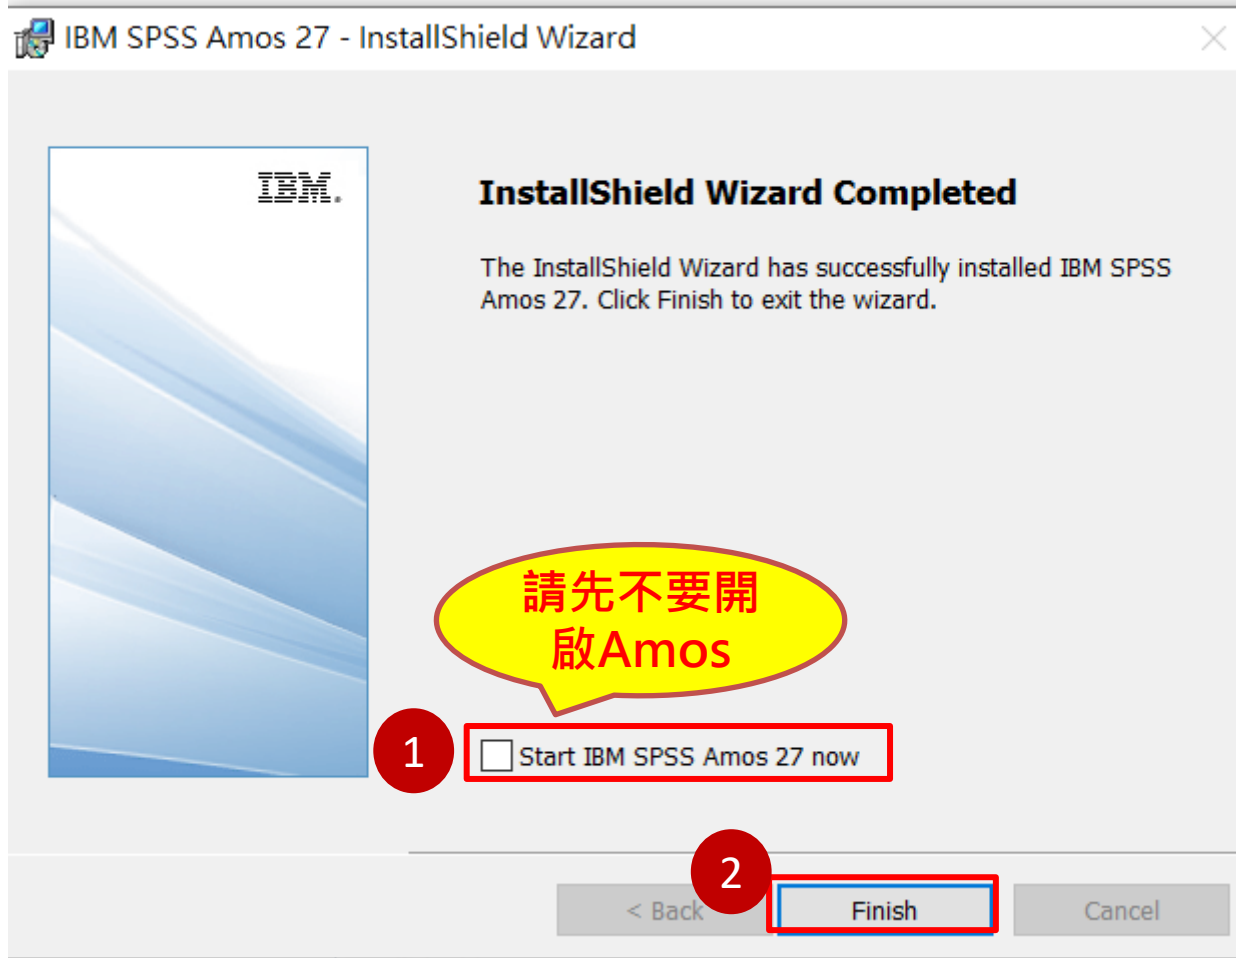 IBM SPSS Amos 27 - InstallShield Wizard
IBM.
InstallShield Wizard Completed
The InstallShield Wizard has successfully installed IBM SPSS
Amos 27. Click Finish to exit the wizard.
請先不要開
啟Amos
1
Start IBM SPSS Amos 27 now
2
< Back
Finish
Cancel